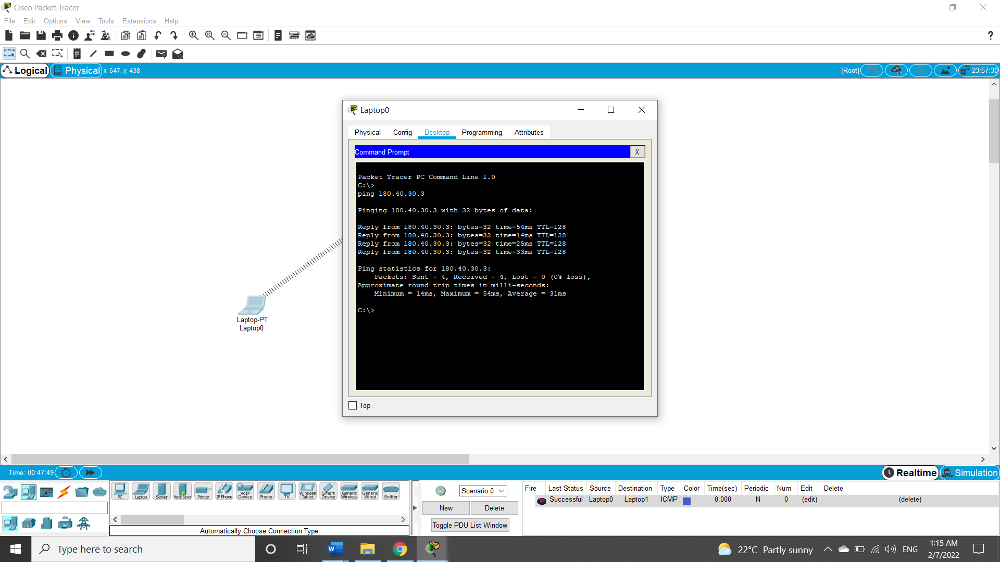 Cisco Packet Tracer
File Edit Options View Tools Extensions Help
?
Logical Physical x: 647, y: 438 [Root] 23:57:30
Laptop0
Physical Config Desktop Programming Attributes
Command Prompt X
Packet Tracer PC Command Line 1.0
C:\>
ping 180.40.30.3
Pinging 180.40.30.3 with 32 bytes of data:
Reply from 180.40.30.3: bytes=32 time=54ms TTL=128
Reply from 180.40.30.3: bytes=32 time=14ms TTL=128
Reply from 180.40.30.3: bytes=32 time=25ms TTL=128
Reply from 180.40.30.3: bytes=32 time=33ms TTL=128
Ping statistics for 180.40.30.3:
Packets: Sent = 4, Received = 4, Lost = 0 (0% loss),
Approximate round trip times in milli-seconds:
Minimum = 14ms, Maximum = 54ms, Average = 31ms
C:\>
Top
Laptop-PT
Laptop0
Time: 00:47:49 Realtime Simulation
PC Laptop Server Meraki Server Printer IP Phone VoIP Device Phone TV Wireless Tablet Smart Device Generic Wireless Generic Wired Sniffer
Automatically Choose Connection Type
1 Scenario 0
New Delete
Toggle PDU List Window
Fire Last Status Source Destination Type Color Time(sec) Periodic Num Edit Delete
Successful Laptop0 Laptop1 ICMP 0.000 N 0 (edit) (delete)
Type here to search
W
22°C Partly sunny
ENG
1:15 AM
2/7/2022